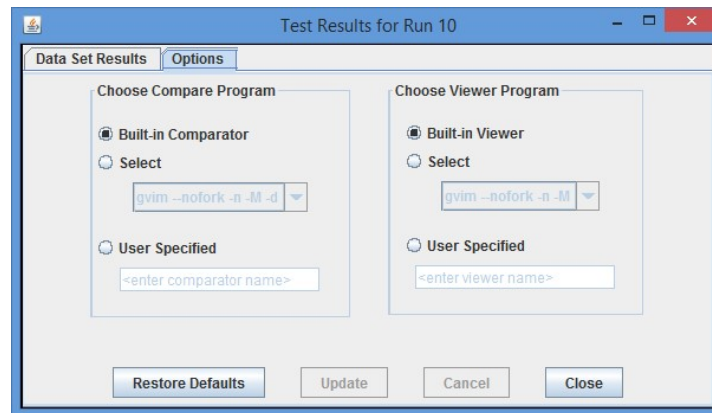 Test Results for Run 10
Data Set Results Options
Choose Compare Program
Built-in Comparator
Select
gvim --nofork -n -M -d
User Specified
<enter comparator name>
Choose Viewer Program
Built-in Viewer
Select
gvim --nofork -n -M
User Specified
<enter viewer name>
Restore Defaults Update Cancel Close